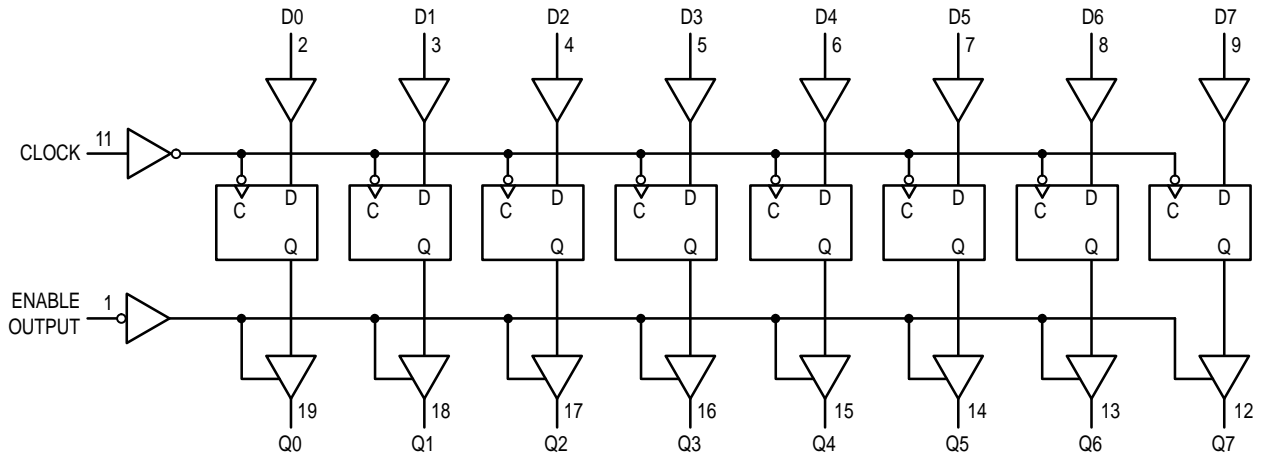 D0 D1 D2 D3 D4 D5 D6 D7
2 3 4 5 6 7 8 9
CLOCK 11
C D C D C D C D C D C D C D C D
Q Q Q Q Q Q Q Q
ENABLE
OUTPUT 1
19 18 17 16 15 14 13 12
Q0 Q1 Q2 Q3 Q4 Q5 Q6 Q7